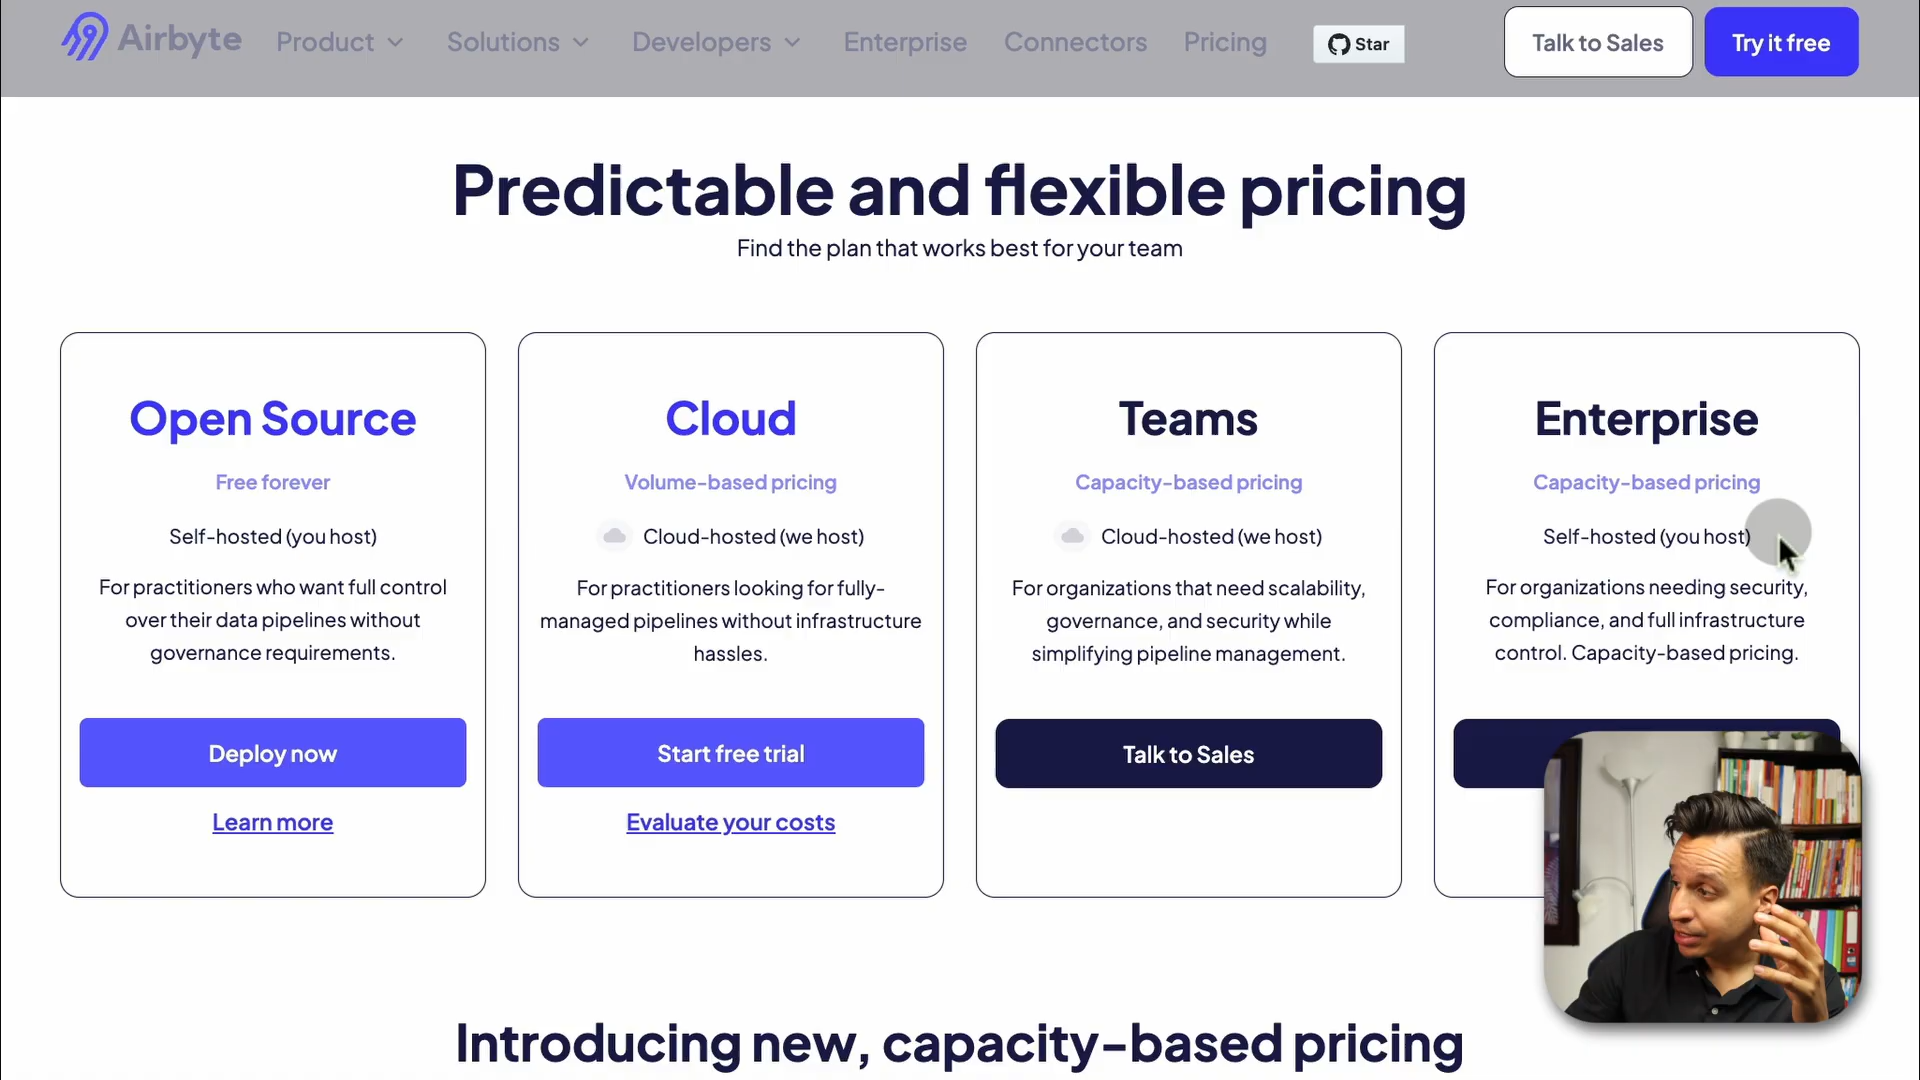 Airbyte
Product
Solutions
Developers
Enterprise
Connectors
Pricing
Star
Talk to Sales
Try it free
Predictable and flexible pricing
Find the plan that works best for your team
Open Source
Free forever
Self-hosted (you host)
For practitioners who want full control
over their data pipelines without
governance requirements.
Deploy now
Learn more
Cloud
Volume-based pricing
Cloud-hosted (we host)
For practitioners looking for fully-
managed pipelines without infrastructure
hassles.
Start free trial
Evaluate your costs
Teams
Capacity-based pricing
Cloud-hosted (we host)
For organizations that need scalability,
governance, and security while
simplifying pipeline management.
Talk to Sales
Enterprise
Capacity-based pricing
Self-hosted (you host)
For organizations needing security,
compliance, and full infrastructure
control. Capacity-based pricing.
Introducing new, capacity-based pricing